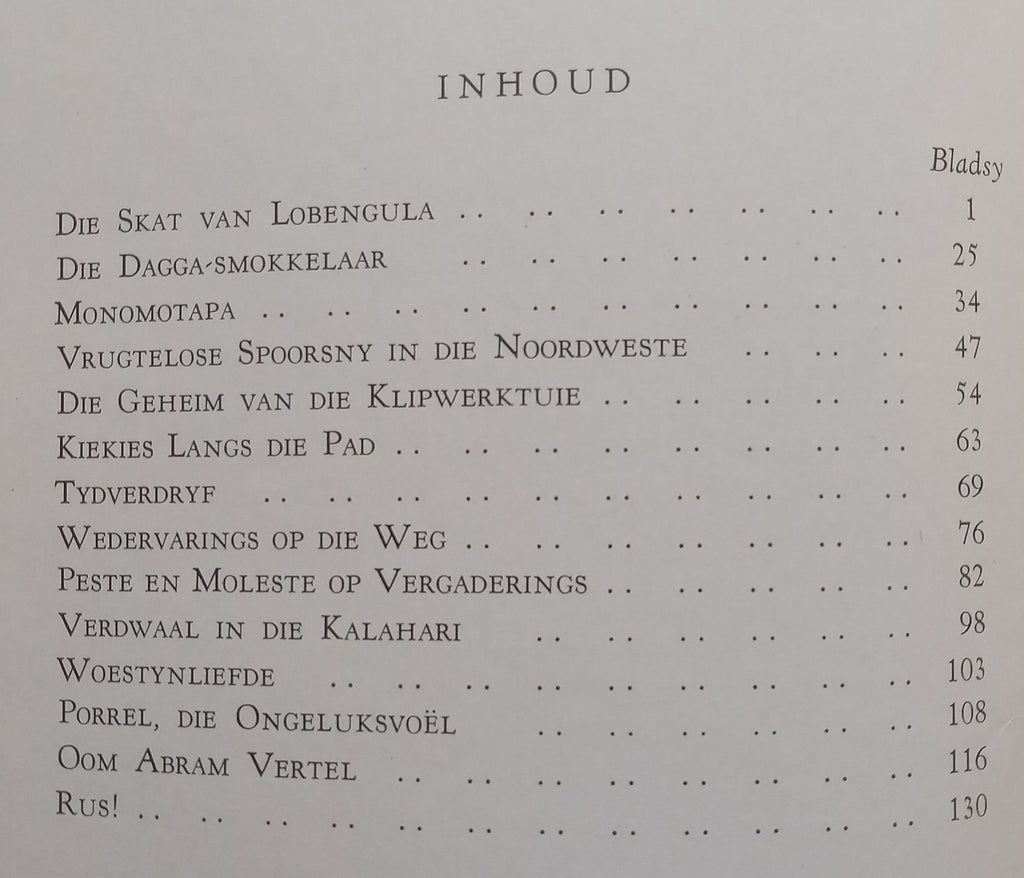 INHOUD
Bladsy
Die Skat van Lobengula .. .. .. .. .. .. .. 1
Die Dagga-smokkelaar .. .. .. .. .. .. .. 25
Monomotapa .. .. .. .. .. .. .. .. .. .. 34
Vrugtelose Spoorsny in die Noordweste .. .. .. 47
Die Geheim van die Klipwerktuie .. .. .. .. .. 54
Kiekies Langs die Pad .. .. .. .. .. .. .. .. 63
Tydverdryf .. .. .. .. .. .. .. .. .. .. 69
Wedervarings op die Weg .. .. .. .. .. .. .. 76
Peste en Moleste op Vergaderings .. .. .. .. .. 82
Verdwaal in die Kalahari .. .. .. .. .. .. 98
Woestynliefde .. .. .. .. .. .. .. .. .. 103
Porrel, die Ongeluksvoël .. .. .. .. .. .. 108
Oom Abram Vertel .. .. .. .. .. .. .. .. 116
Rus! .. .. .. .. .. .. .. .. .. .. .. .. 130